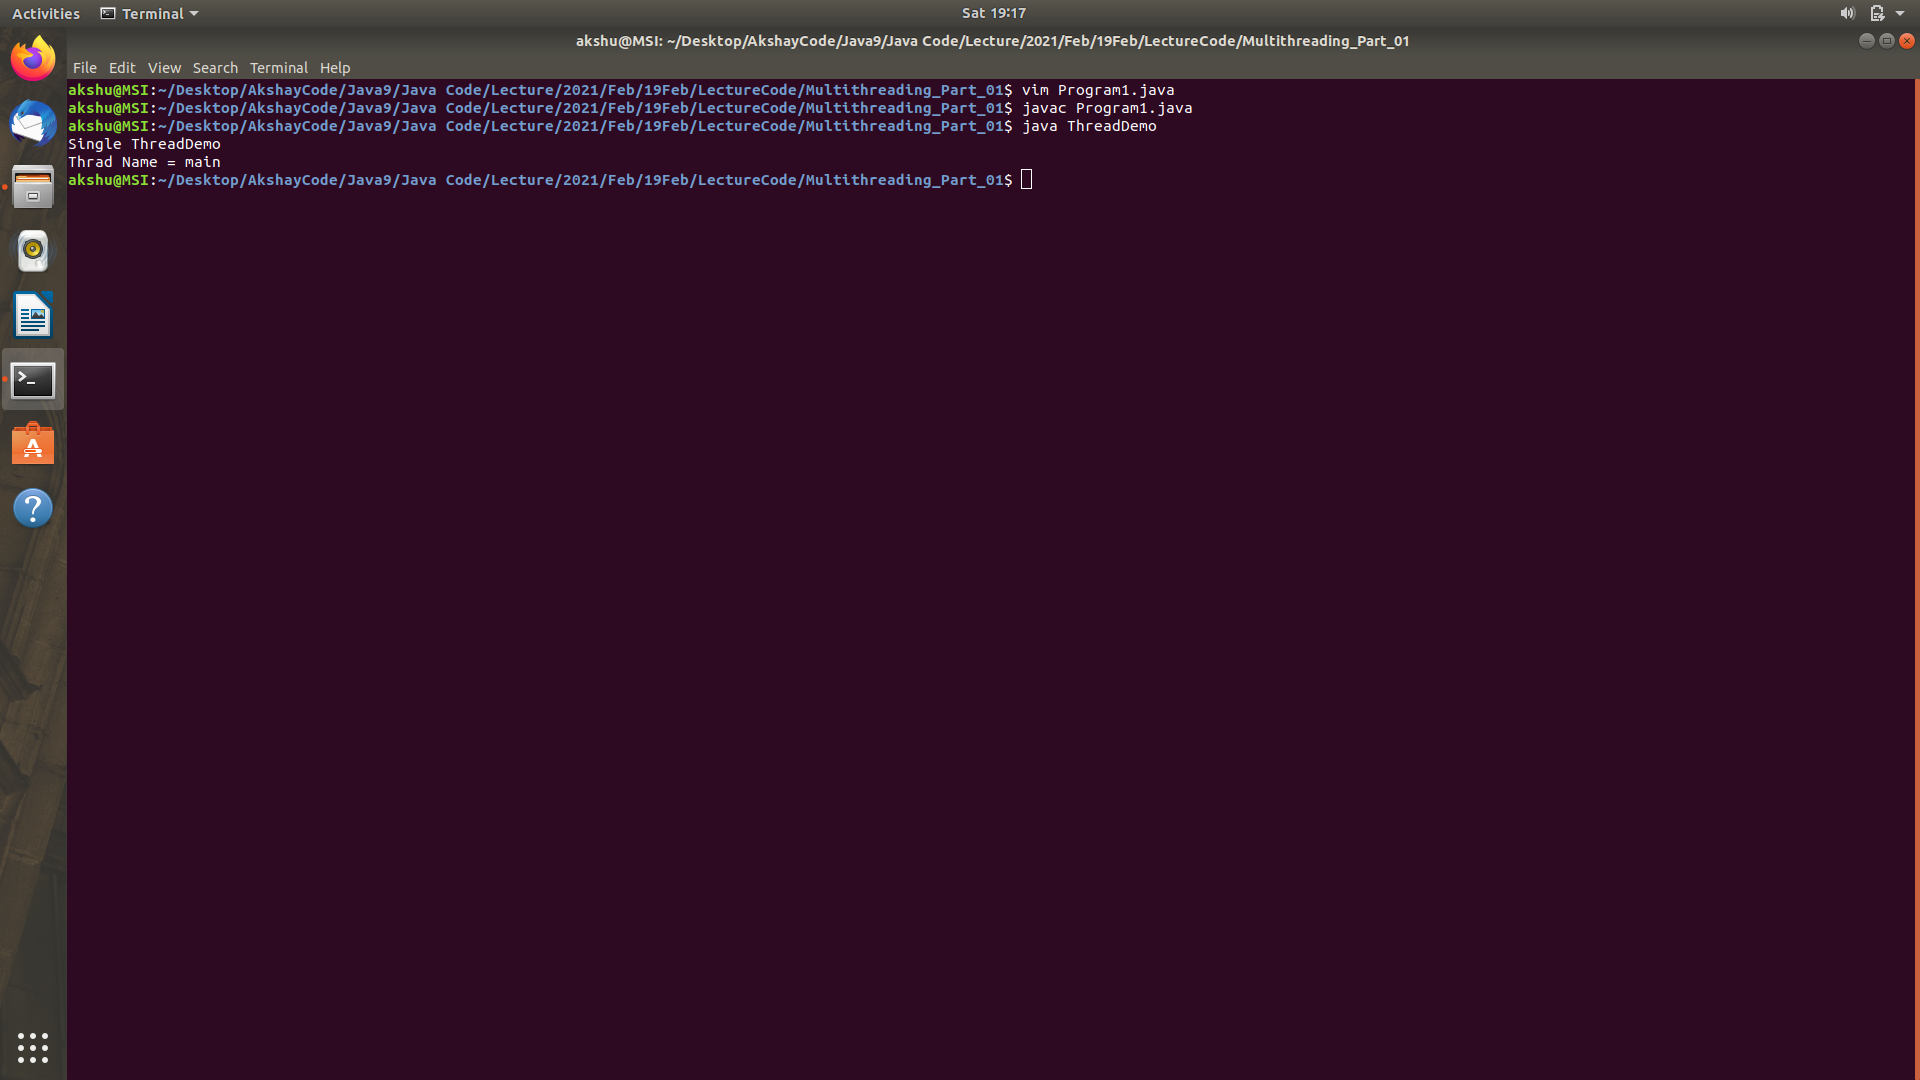 Activities Terminal Sat 19:17
akshu@MSI: ~/Desktop/AkshayCode/Java9/Java Code/Lecture/2021/Feb/19Feb/LectureCode/Multithreading_Part_01
File Edit View Search Terminal Help
akshu@MSI:~/Desktop/AkshayCode/Java9/Java Code/Lecture/2021/Feb/19Feb/LectureCode/Multithreading_Part_01$ vim Program1.java
akshu@MSI:~/Desktop/AkshayCode/Java9/Java Code/Lecture/2021/Feb/19Feb/LectureCode/Multithreading_Part_01$ javac Program1.java
akshu@MSI:~/Desktop/AkshayCode/Java9/Java Code/Lecture/2021/Feb/19Feb/LectureCode/Multithreading_Part_01$ java ThreadDemo
Single ThreadDemo
Thrad Name = main
akshu@MSI:~/Desktop/AkshayCode/Java9/Java Code/Lecture/2021/Feb/19Feb/LectureCode/Multithreading_Part_01$